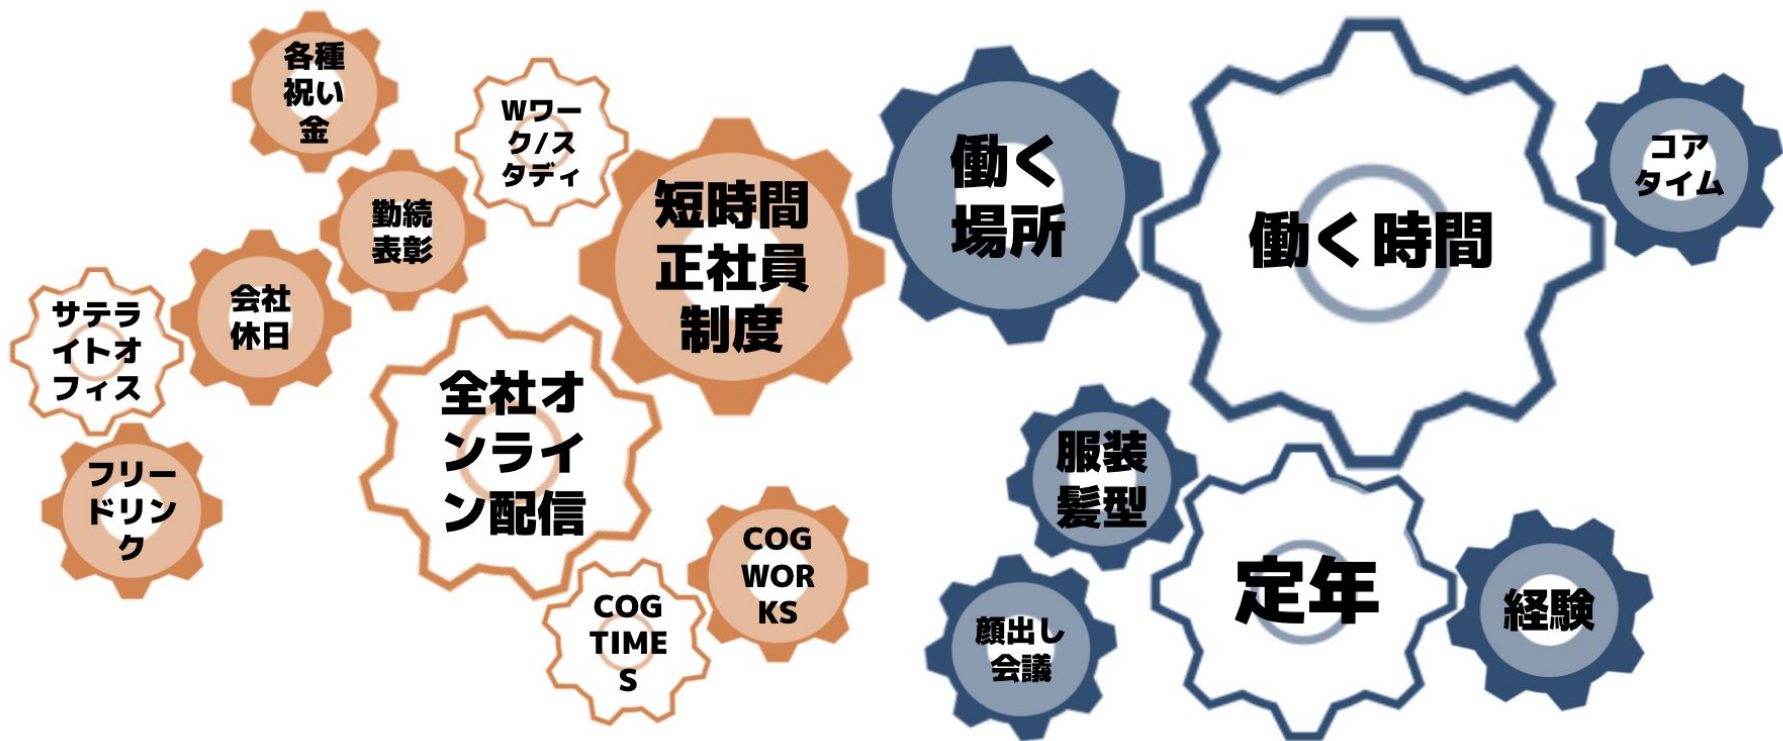 各種
祝い
金
Wワー
ク/ス
タディ
勤続
表彰
短時間
正社員
制度
会社
休日
サテラ
イトオ
フィス
フリー
ドリン
ク
全社オ
ンライ
ン配信
COG
WOR
KS
COG
TIME
S
働く
場所
働く時間
コア
タイム
服装
髪型
定年
経験
顔出し
会議